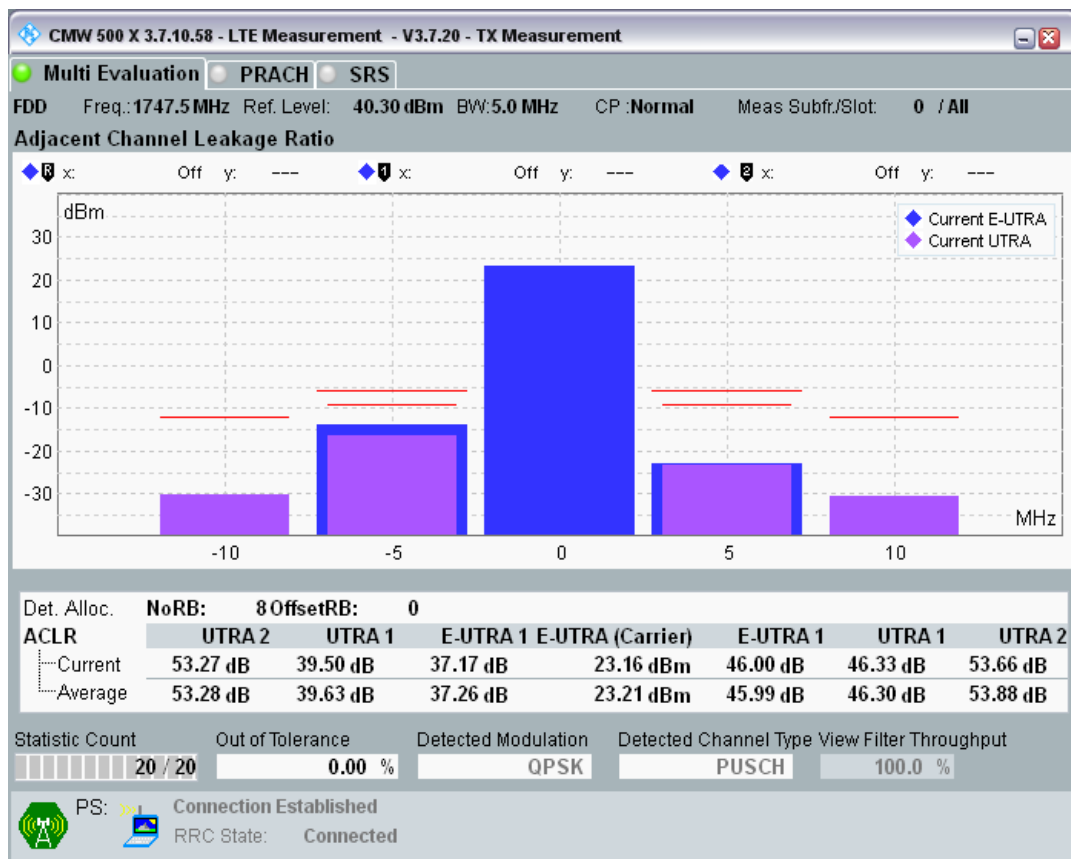 CMW 500 X 3.7.10.58 - LTE Measurement - V3.7.20 - TX Measurement
Multi Evaluation PRACH SRS
FDD Freq.:1747.5 MHz Ref. Level: 40.30 dBm BW:5.0 MHz CP :Normal Meas Subfr./Slot: 0 / All
Adjacent Channel Leakage Ratio
R x: Off y: --- 1 x: Off y: --- 2 x: Off y: ---
dBm
Current E-UTRA
Current UTRA
30
20
10
0
-10
-20
-30
MHz
-10 -5 0 5 10
Det. Alloc. NoRB: 8 OffsetRB: 0
ACLR UTRA 2 UTRA 1 E-UTRA 1 E-UTRA (Carrier) E-UTRA 1 UTRA 1 UTRA 2
Current 53.27 dB 39.50 dB 37.17 dB 23.16 dBm 46.00 dB 46.33 dB 53.66 dB
Average 53.28 dB 39.63 dB 37.26 dB 23.21 dBm 45.99 dB 46.30 dB 53.88 dB
Statistic Count Out of Tolerance Detected Modulation Detected Channel Type View Filter Throughput
20 / 20 0.00 % QPSK PUSCH 100.0 %
PS: Connection Established
RRC State: Connected